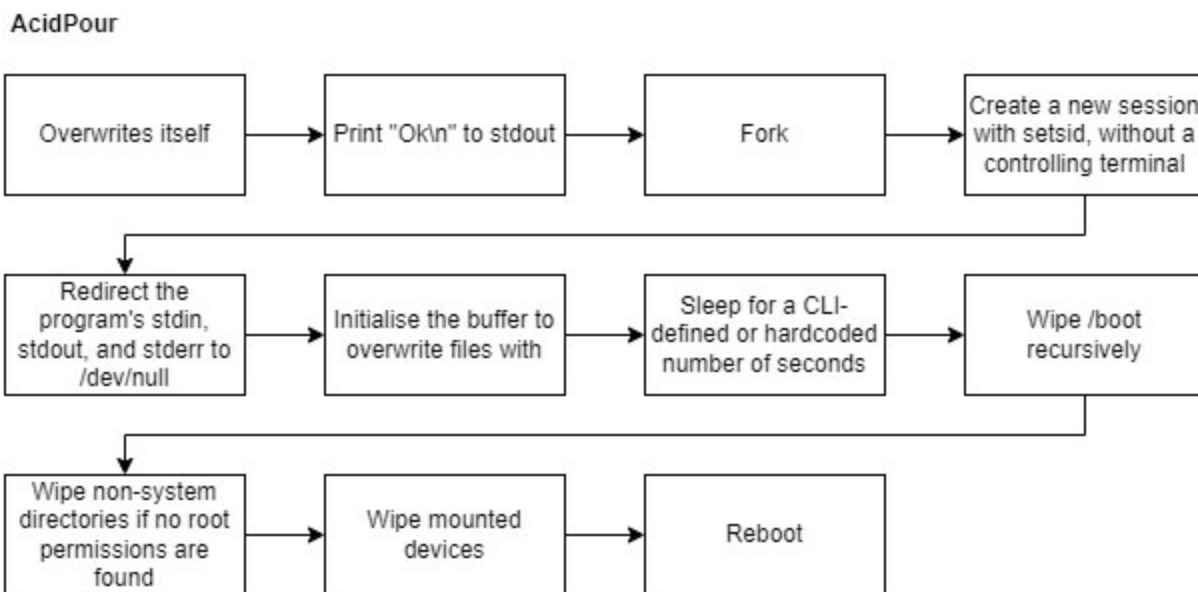 AcidPour
Overwrites itself
Print "Ok\n" to stdout
Fork
Create a new session
with setsid, without a
controlling terminal
Redirect the
program's stdin,
stdout, and stderr to
/dev/null
Initialise the buffer to
overwrite files with
Sleep for a CLI-
defined or hardcoded
number of seconds
Wipe /boot
recursively
Wipe non-system
directories if no root
permissions are
found
Wipe mounted
devices
Reboot